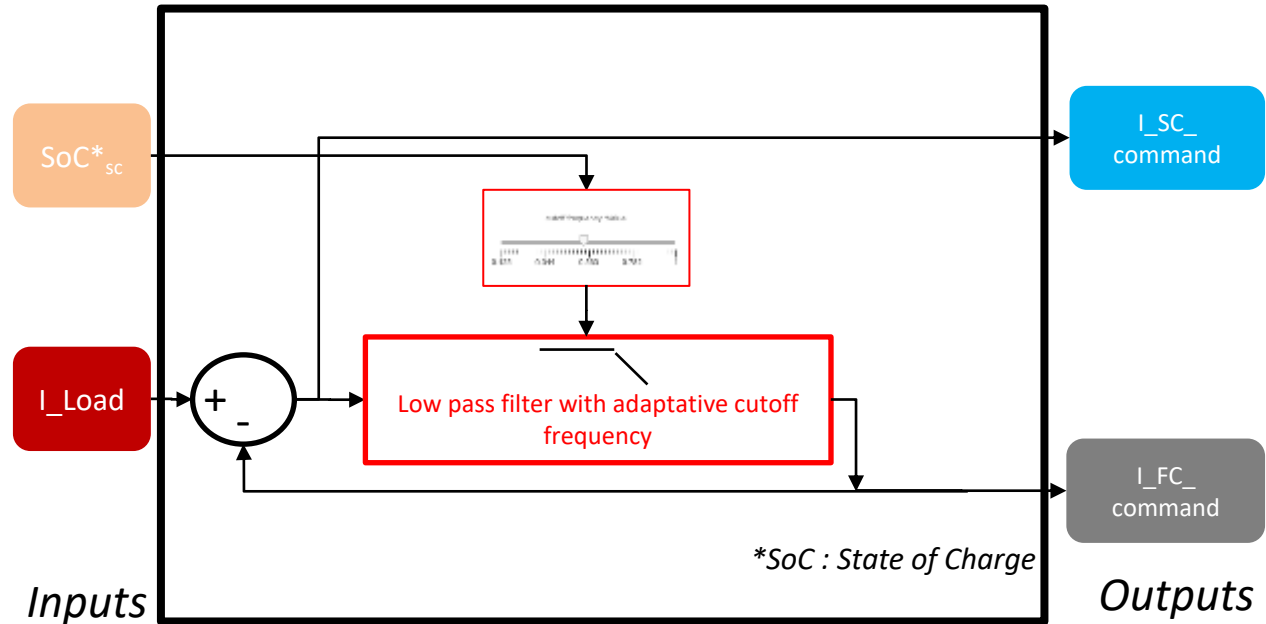 SoC*sc
I_SC_
command
I_Load
+
-
Low pass filter with adaptative cutoff
frequency
I_FC_
command
*SoC : State of Charge
Inputs
Outputs